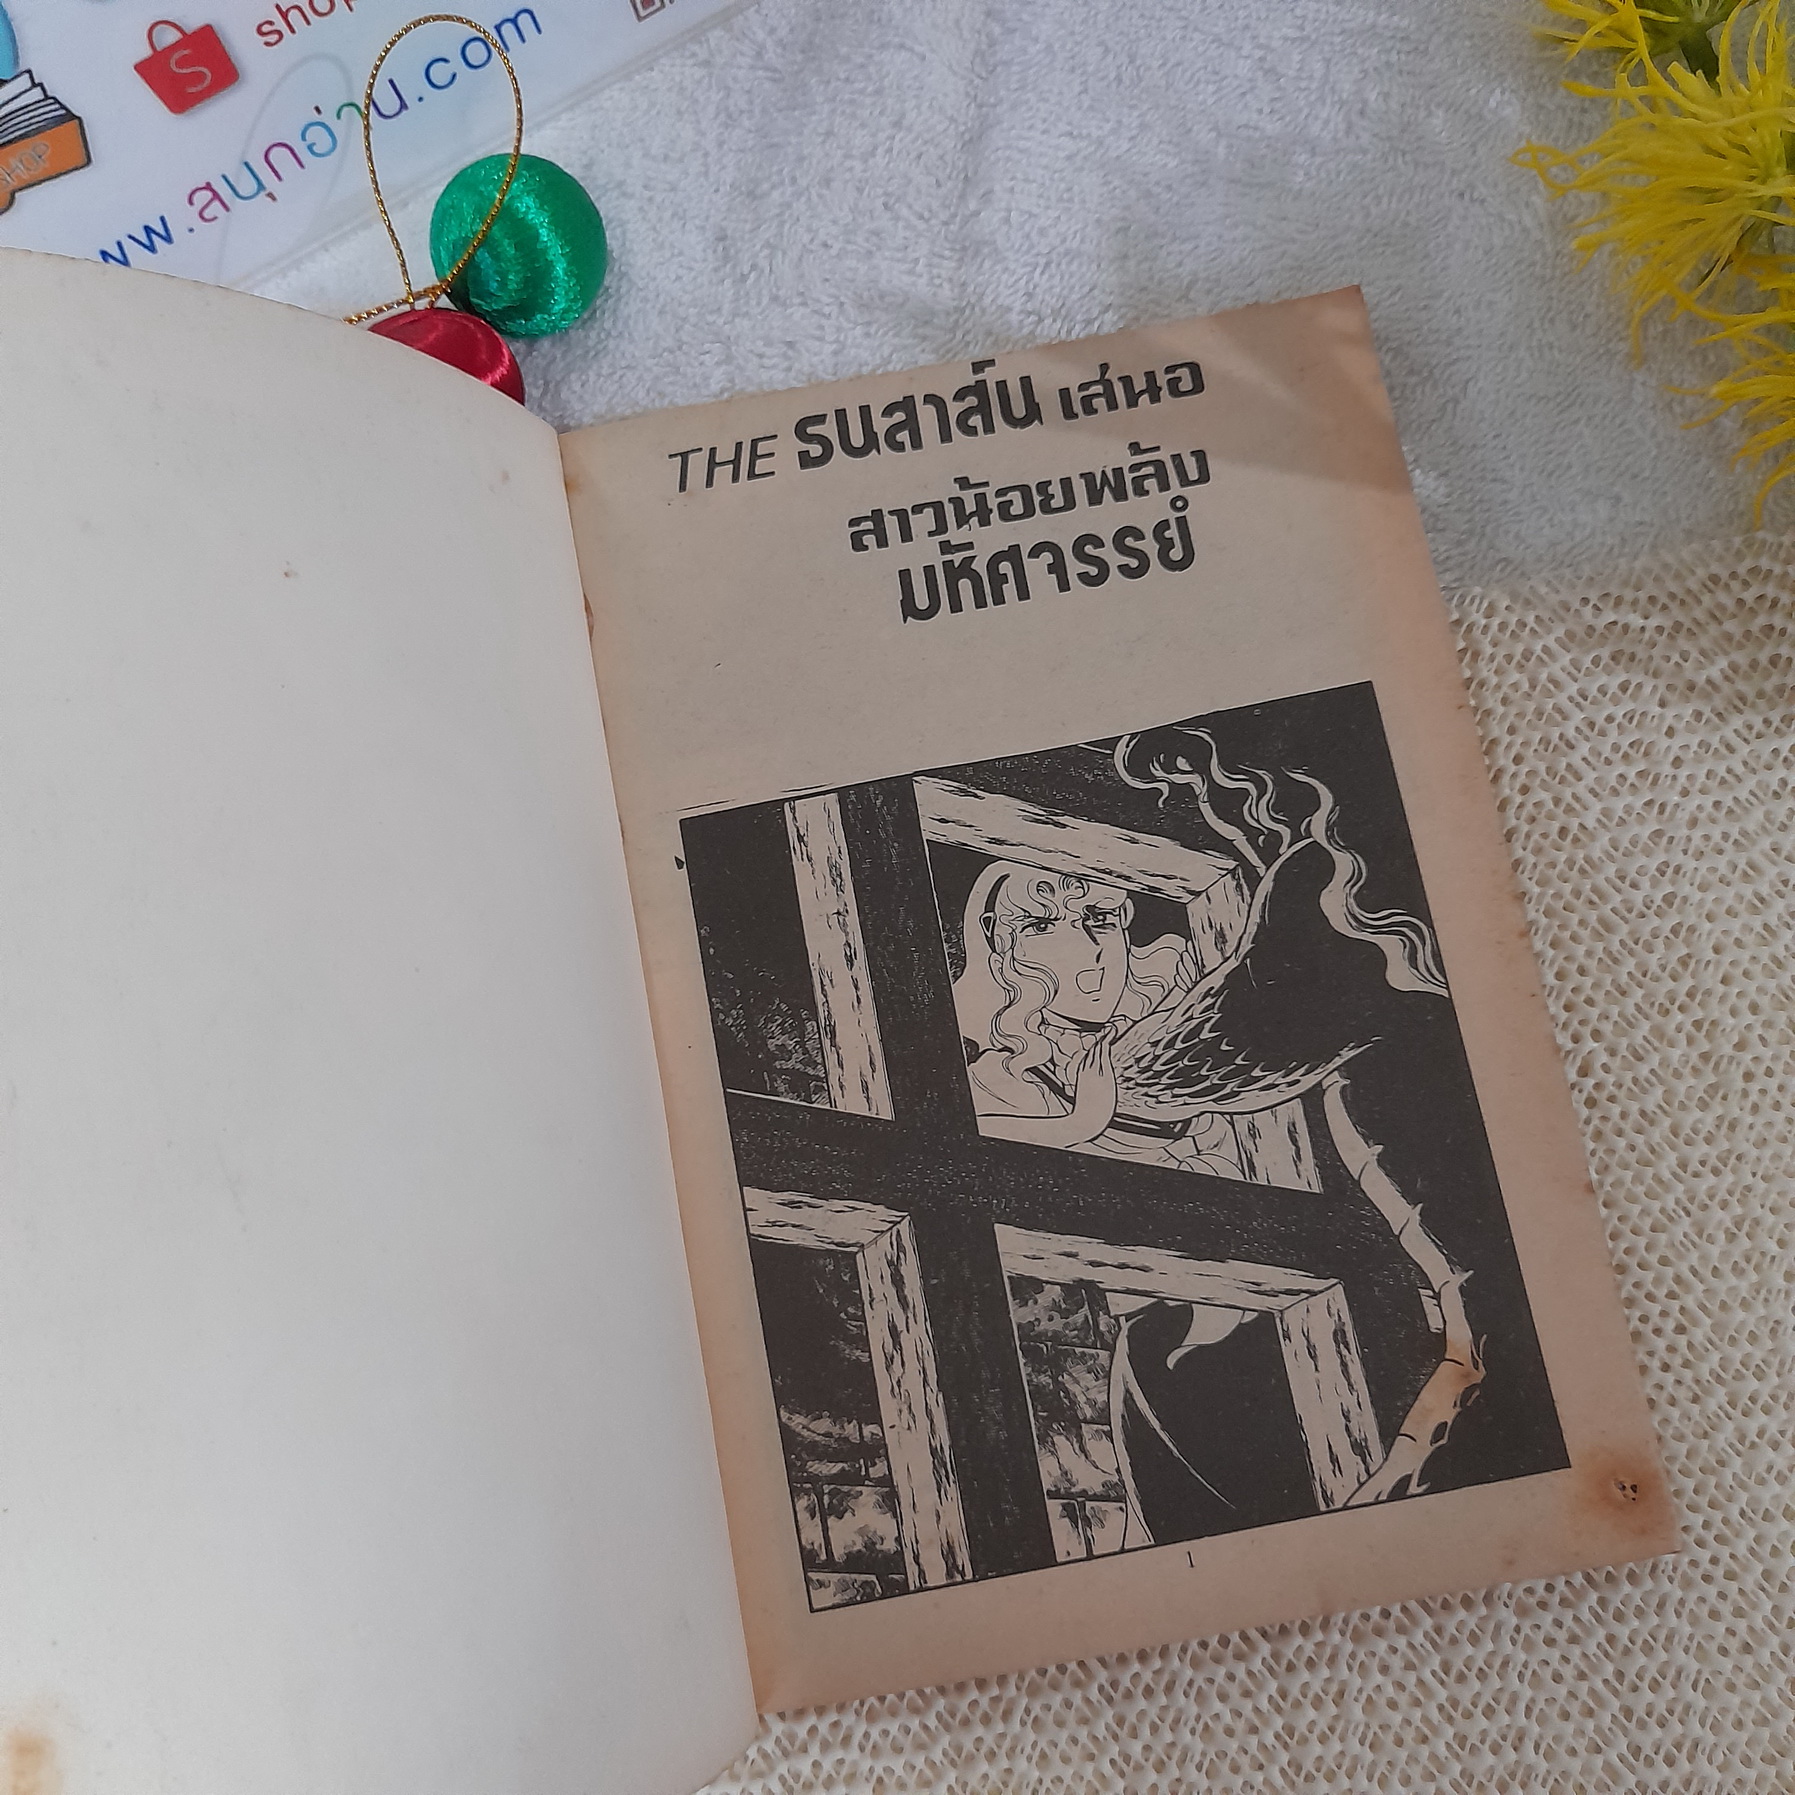 shop
www.สนุกอ่าน.com
SHOP
S
THE ธนสาส์น เสนอ
สาวน้อยพลัง
มหัศจรรย์
1